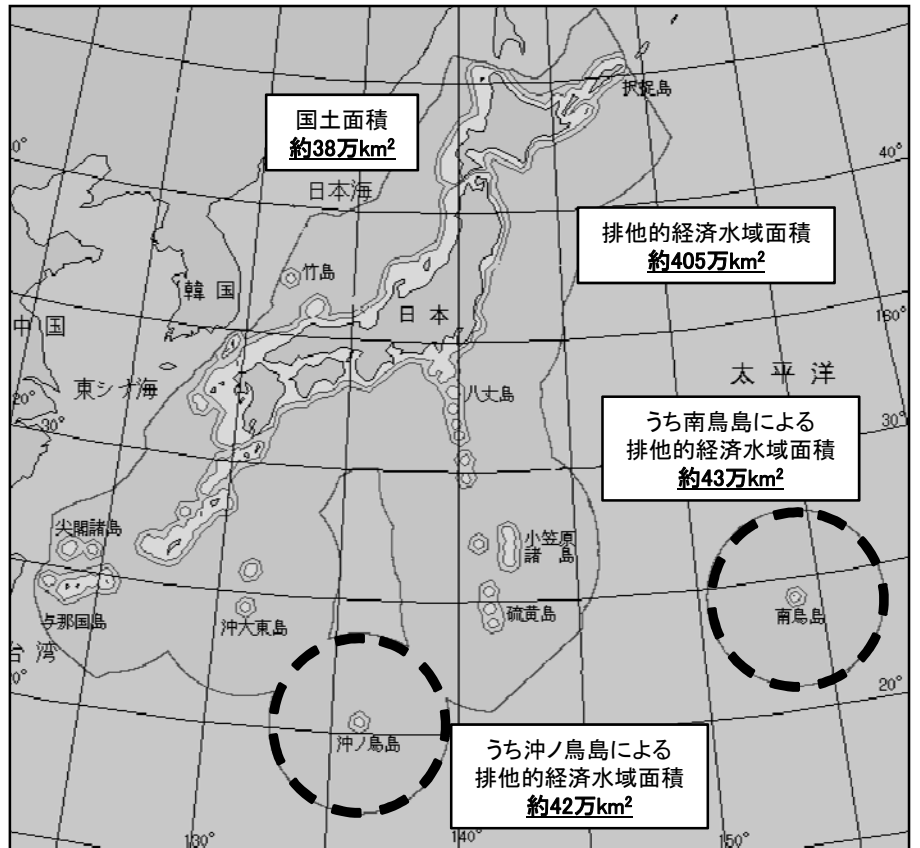 択捉島
国土面積
約38万km²
0°
40°
日本海
排他的経済水域面積
約405万km²
竹島
韓国
日本
中国
160°
太平洋
東シナ海
八丈島
20°
30°
30°
うち南鳥島による
排他的経済水域面積
約43万km²
尖閣諸島
小笠原
諸島
与那国島
沖大東島
硫黄島
南鳥島
台湾
20°
沖ノ鳥島
うち沖ノ鳥島による
排他的経済水域面積
約42万km²
130°
140°
150°